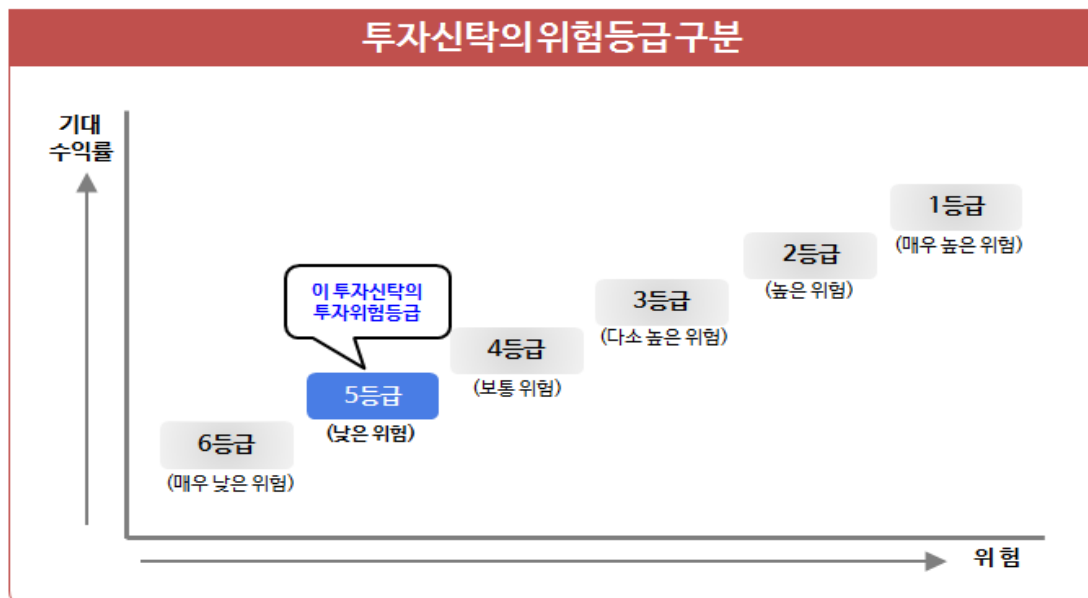 투자신탁의 위험등급 구분
기대
수익률
1등급
(매우 높은 위험)
2등급
(높은 위험)
3등급
(다소 높은 위험)
이 투자신탁의
투자위험등급
4등급
(보통 위험)
5등급
(낮은 위험)
6등급
(매우 낮은 위험)
위 험